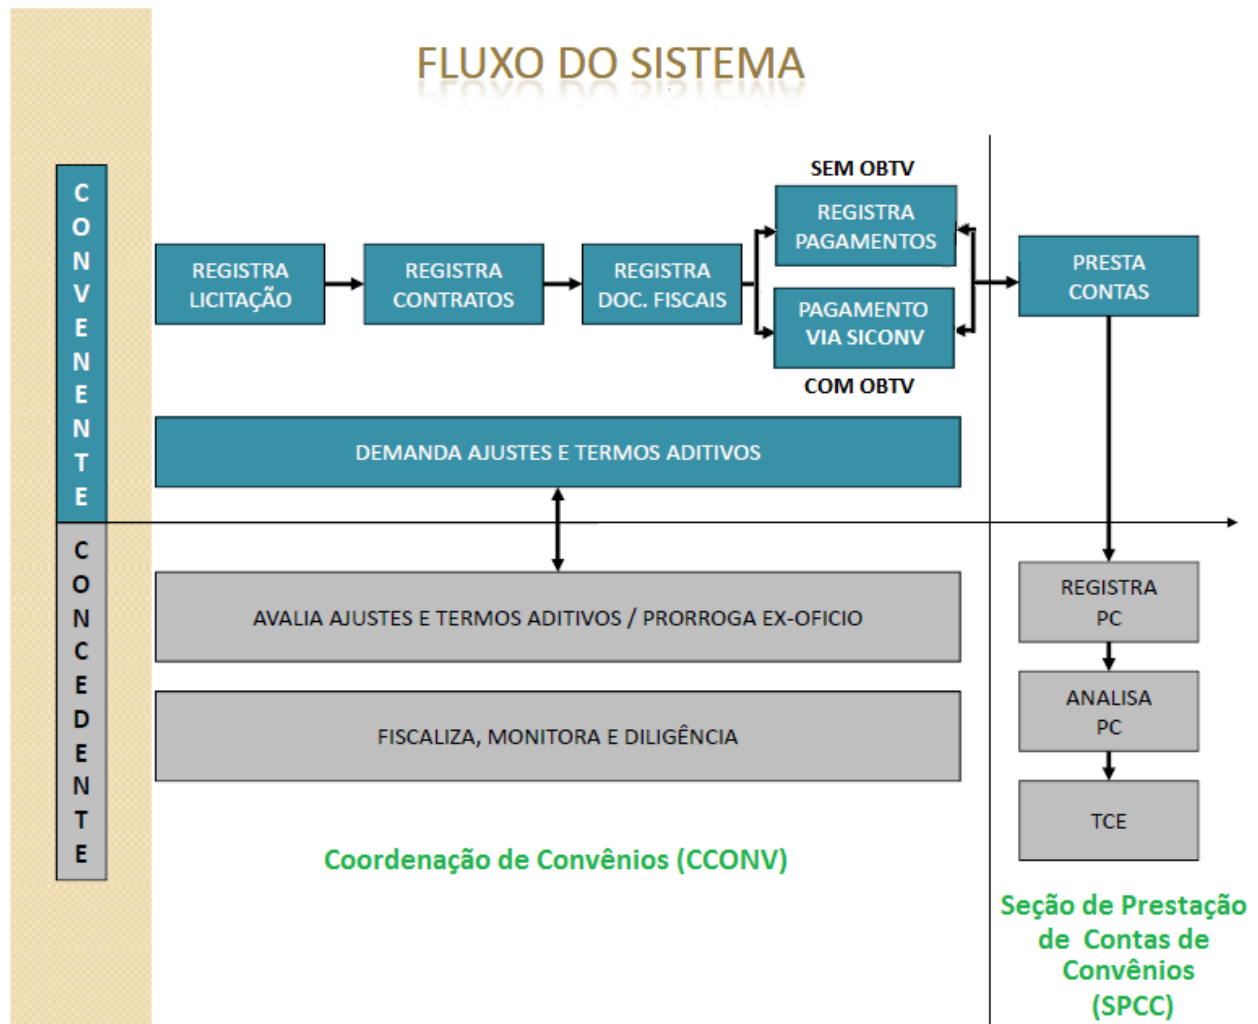 FLUXO DO SISTEMA
CONVENENTE
SEM OBTV
REGISTRA
PAGAMENTOS
REGISTRA
LICITAÇÃO
REGISTRA
CONTRATOS
REGISTRA
DOC. FISCAIS
PAGAMENTO
VIA SICONV
COM OBTV
PRESTA
CONTAS
DEMANDA AJUSTES E TERMOS ADITIVOS
CONCEDENTE
AVALIA AJUSTES E TERMOS ADITIVOS / PRORROGA EX-OFICIO
FISCALIZA, MONITORA E DILIGÊNCIA
REGISTRA
PC
ANALISA
PC
TCE
Coordenação de Convênios (CCONV)
Seção de Prestação
de Contas de
Convênios
(SPCC)